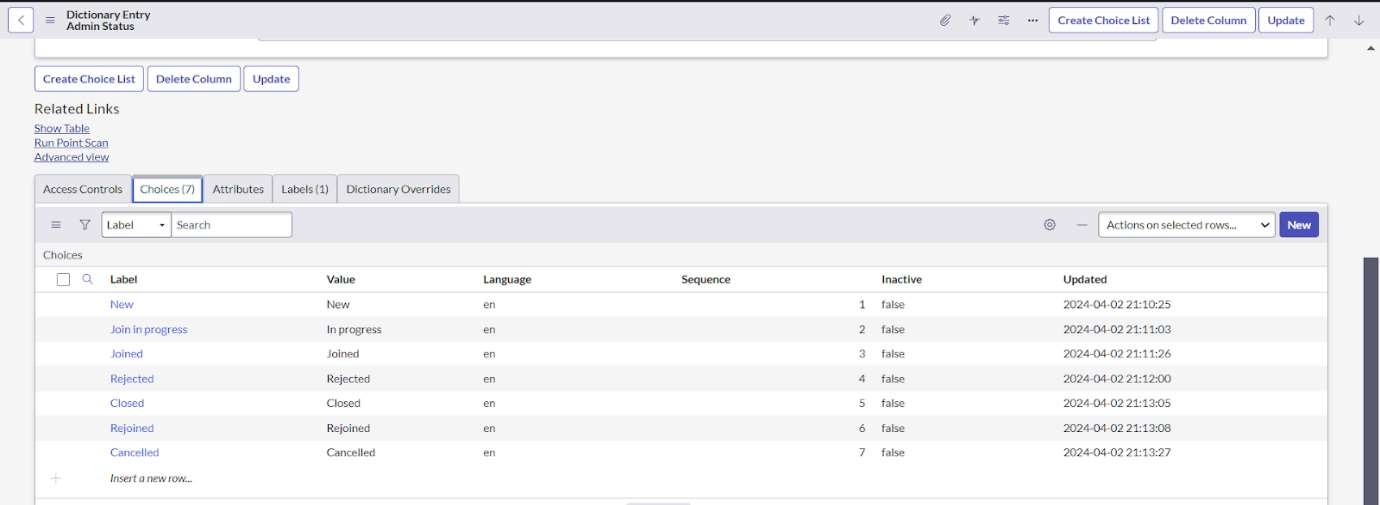 Dictionary Entry
Admin Status
Create Choice List Delete Column Update
Create Choice List Delete Column Update
Related Links
Show Table
Run Point Scan
Advanced view
Access Controls Choices (7) Attributes Labels (1) Dictionary Overrides
Label Search Actions on selected rows... New
Choices
Label Value Language Sequence Inactive Updated
New New en 1 false 2024-04-02 21:10:25
Join in progress In progress en 2 false 2024-04-02 21:11:03
Joined Joined en 3 false 2024-04-02 21:11:26
Rejected Rejected en 4 false 2024-04-02 21:12:00
Closed Closed en 5 false 2024-04-02 21:13:05
Rejoined Rejoined en 6 false 2024-04-02 21:13:08
Cancelled Cancelled en 7 false 2024-04-02 21:13:27
Insert a new row...